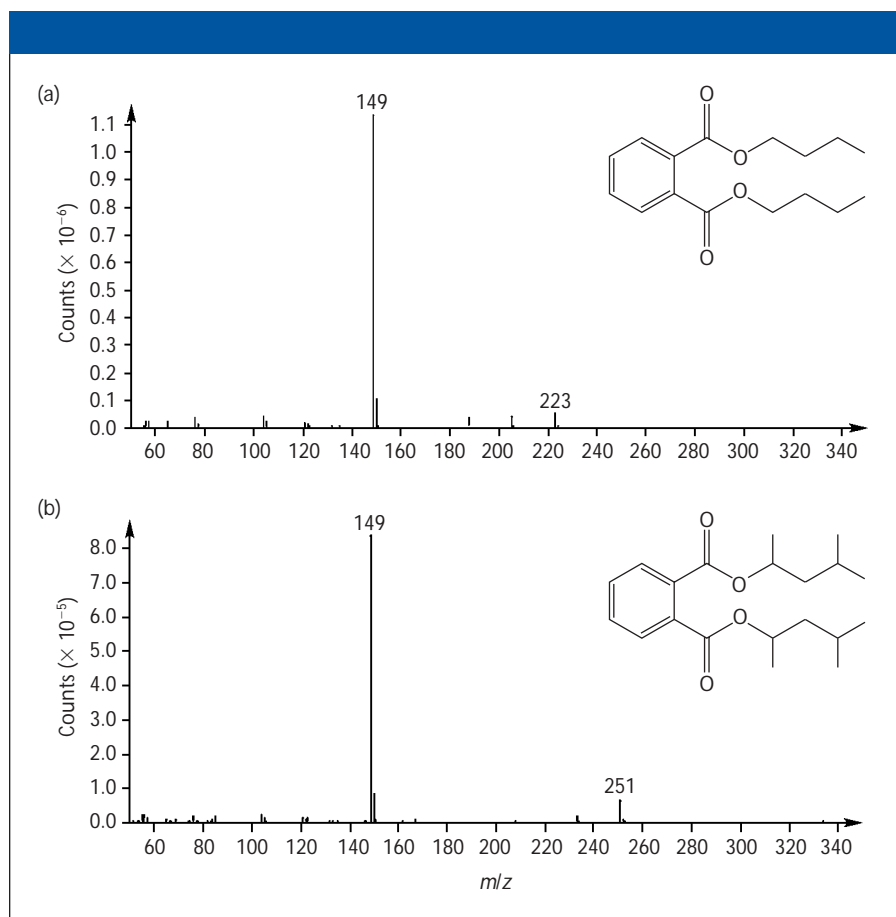 (a)
149
1.1
1.0
0.9
0.8
0.7
0.6
0.5
0.4
0.3
0.2
0.1
0.0
Counts (× 10⁻⁶)
223
60 80 100 120 140 160 180 200 220 240 260 280 300 320 340
O
O
O
O
(b)
149
8.0
7.0
6.0
5.0
4.0
3.0
2.0
1.0
0.0
Counts (× 10⁻⁵)
251
60 80 100 120 140 160 180 200 220 240 260 280 300 320 340
m/z
O
O
O
O